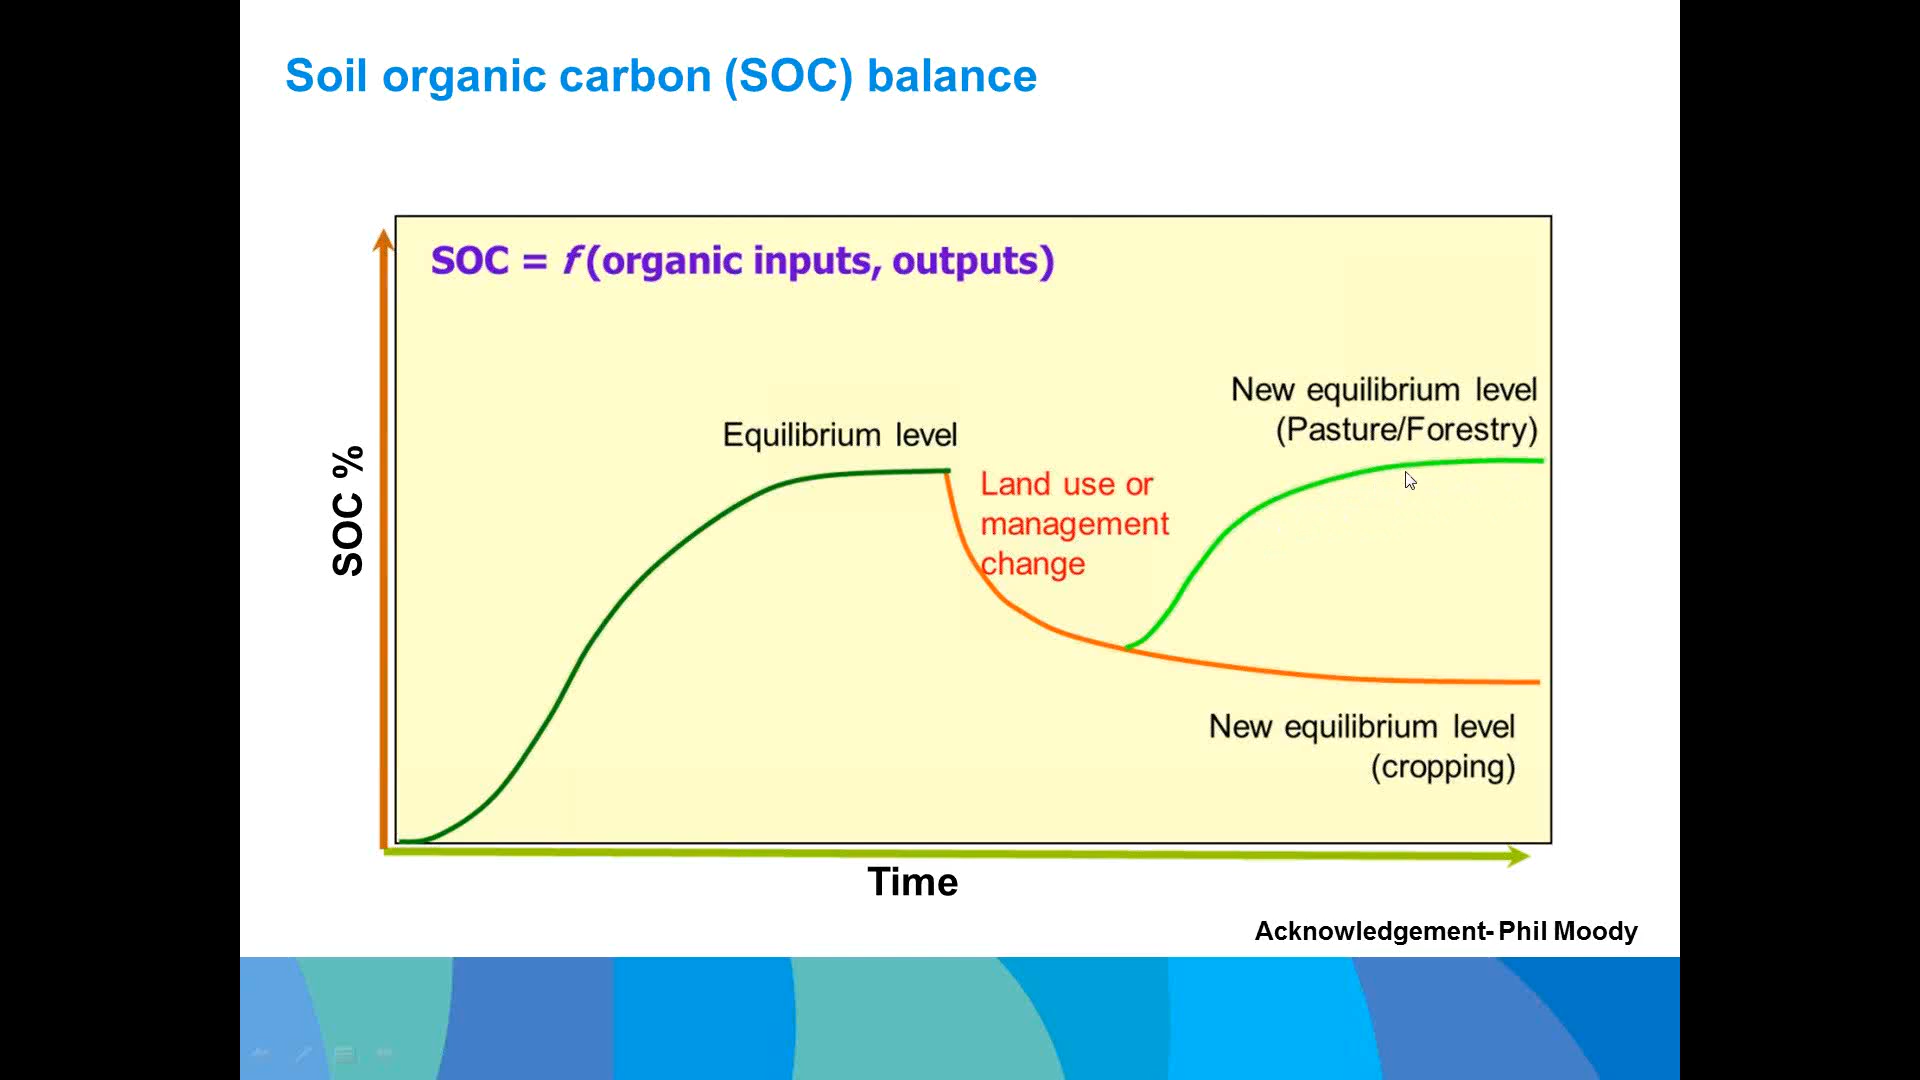 Soil organic carbon (SOC) balance
SOC = f(organic inputs, outputs)
New equilibrium level
(Pasture/Forestry)
Equilibrium level
Land use or
management
change
SOC %
New equilibrium level
(cropping)
Time
Acknowledgement- Phil Moody